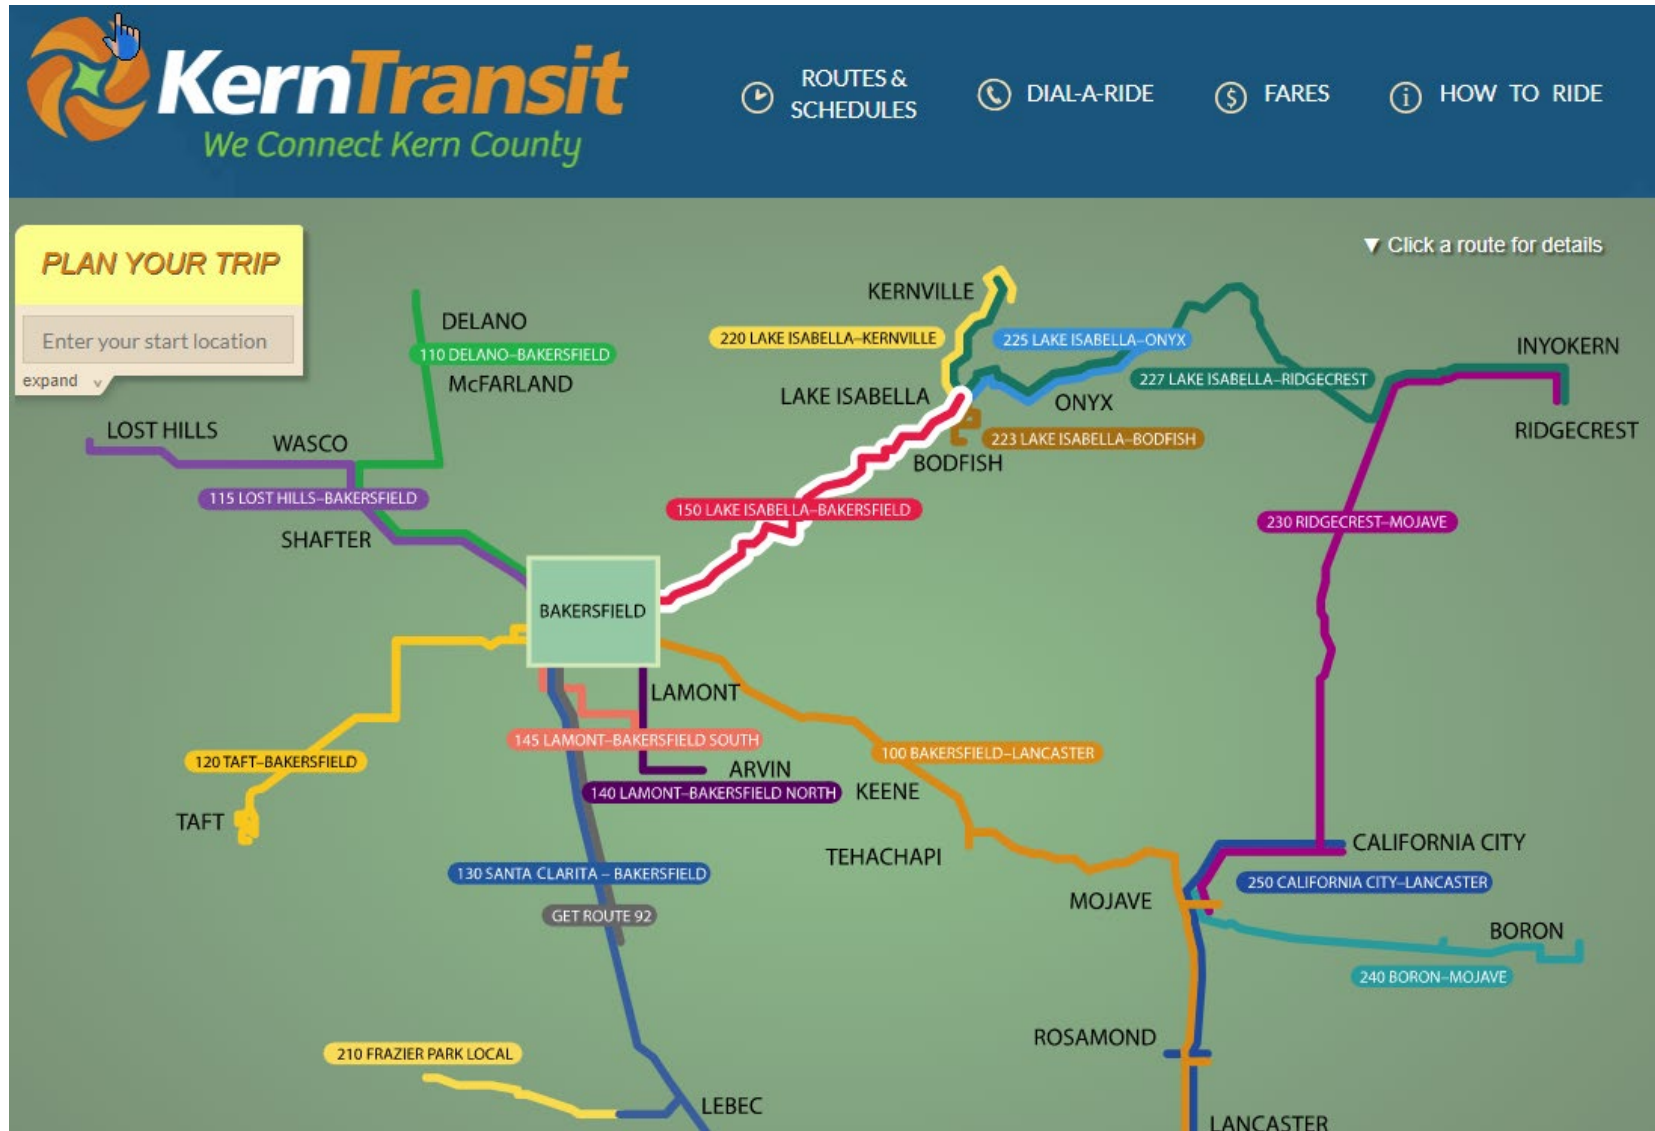 KernTransit
We Connect Kern County
ROUTES &
SCHEDULES
DIAL-A-RIDE
$
FARES
i
HOW TO RIDE
PLAN YOUR TRIP
Enter your start location
expand v
▼ Click a route for details
DELANO
110 DELANO–BAKERSFIELD
McFARLAND
KERNVILLE
220 LAKE ISABELLA–KERNVILLE
225 LAKE ISABELLA–ONYX
INYOKERN
227 LAKE ISABELLA–RIDGECREST
LAKE ISABELLA
ONYX
LOST HILLS
WASCO
223 LAKE ISABELLA–BODFISH
RIDGECREST
BODFISH
115 LOST HILLS–BAKERSFIELD
150 LAKE ISABELLA–BAKERSFIELD
230 RIDGECREST–MOJAVE
SHAFTER
BAKERSFIELD
LAMONT
145 LAMONT–BAKERSFIELD SOUTH
100 BAKERSFIELD–LANCASTER
120 TAFT–BAKERSFIELD
ARVIN
140 LAMONT–BAKERSFIELD NORTH
KEENE
TAFT
TEHACHAPI
CALIFORNIA CITY
130 SANTA CLARITA – BAKERSFIELD
250 CALIFORNIA CITY–LANCASTER
MOJAVE
GET ROUTE 92
BORON
240 BORON–MOJAVE
ROSAMOND
210 FRAZIER PARK LOCAL
LEBEC
LANCASTER